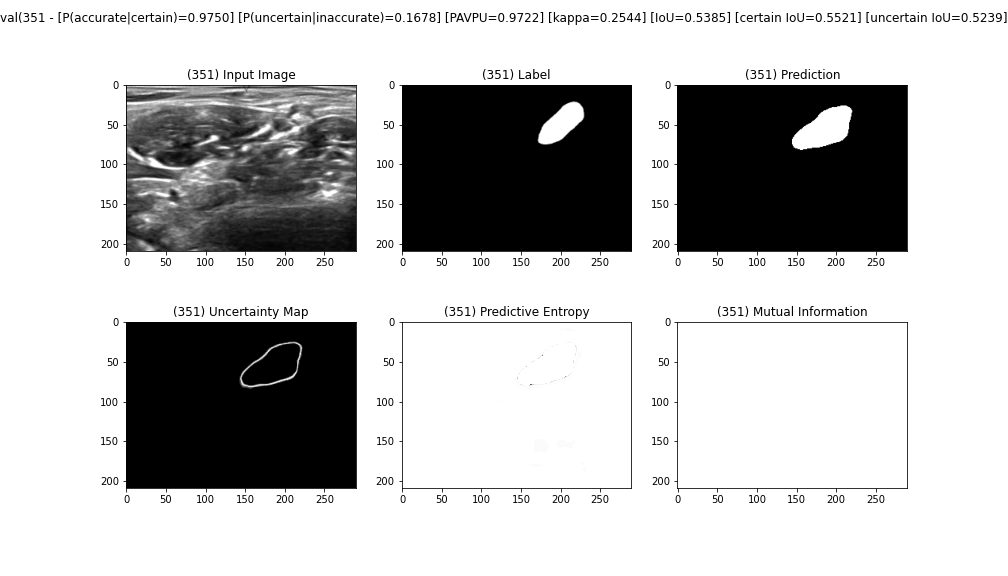 val(351 - [P(accurate|certain)=0.9750] [P(uncertain|inaccurate)=0.1678] [PAVPU=0.9722] [kappa=0.2544] [IoU=0.5385] [certain IoU=0.5521] [uncertain IoU=0.5239]
(351) Input Image
0
50
100
150
200
0 50 100 150 200 250
(351) Label
0
50
100
150
200
0 50 100 150 200 250
(351) Prediction
0
50
100
150
200
0 50 100 150 200 250
(351) Uncertainty Map
0
50
100
150
200
0 50 100 150 200 250
(351) Predictive Entropy
0
50
100
150
200
0 50 100 150 200 250
(351) Mutual Information
0
50
100
150
200
0 50 100 150 200 250